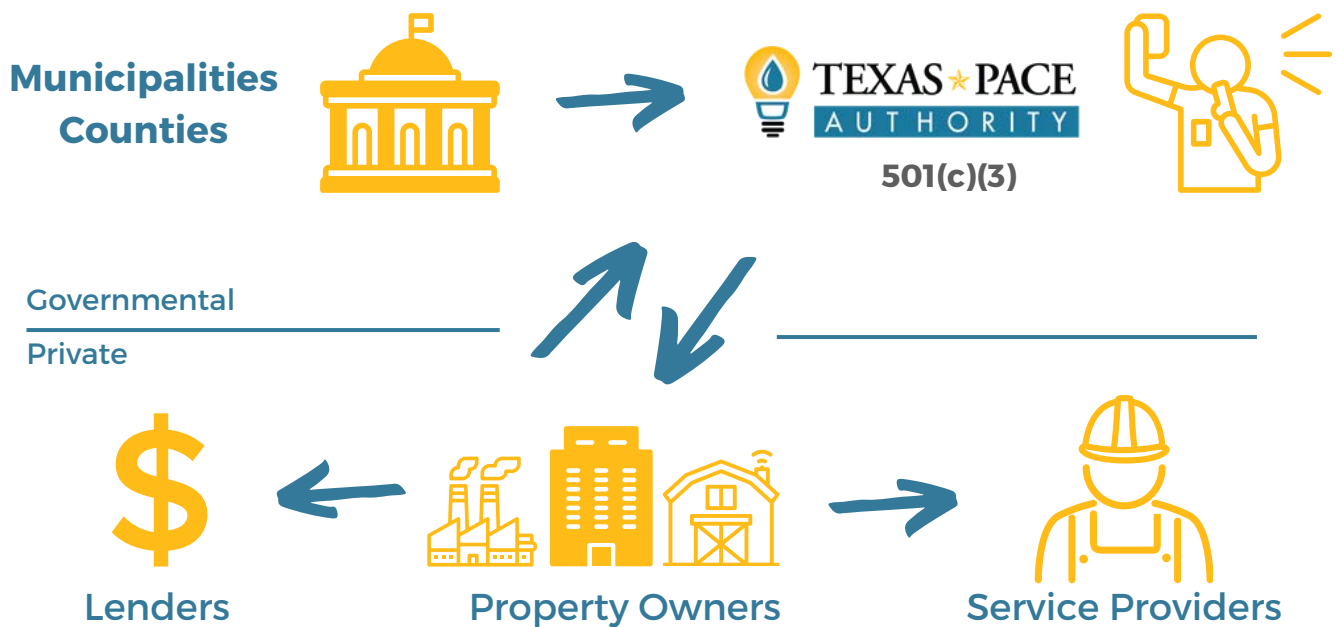 Municipalities
Counties
TEXAS PACE
AUTHORITY
501(c)(3)
Governmental
Private
$
Lenders
Property Owners
Service Providers